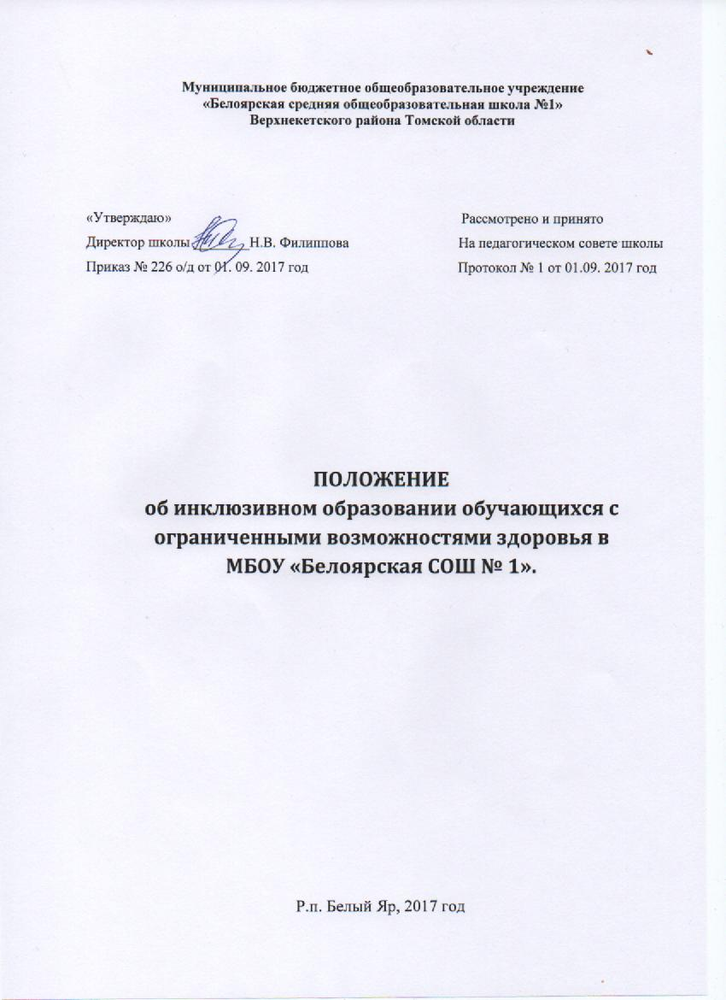 Муниципальное бюджетное общеобразовательное учреждение
«Белоярская средняя общеобразовательная школа №1»
Верхнекетского района Томской области
«Утверждаю» Рассмотрено и принято
Директор школы Н.В. Филиппова На педагогическом совете школы
Приказ № 226 о/д от 01. 09. 2017 год Протокол № 1 от 01.09. 2017 год
ПОЛОЖЕНИЕ
об инклюзивном образовании обучающихся с
ограниченными возможностями здоровья в
МБОУ «Белоярская СОШ № 1».
Р.п. Белый Яр, 2017 год